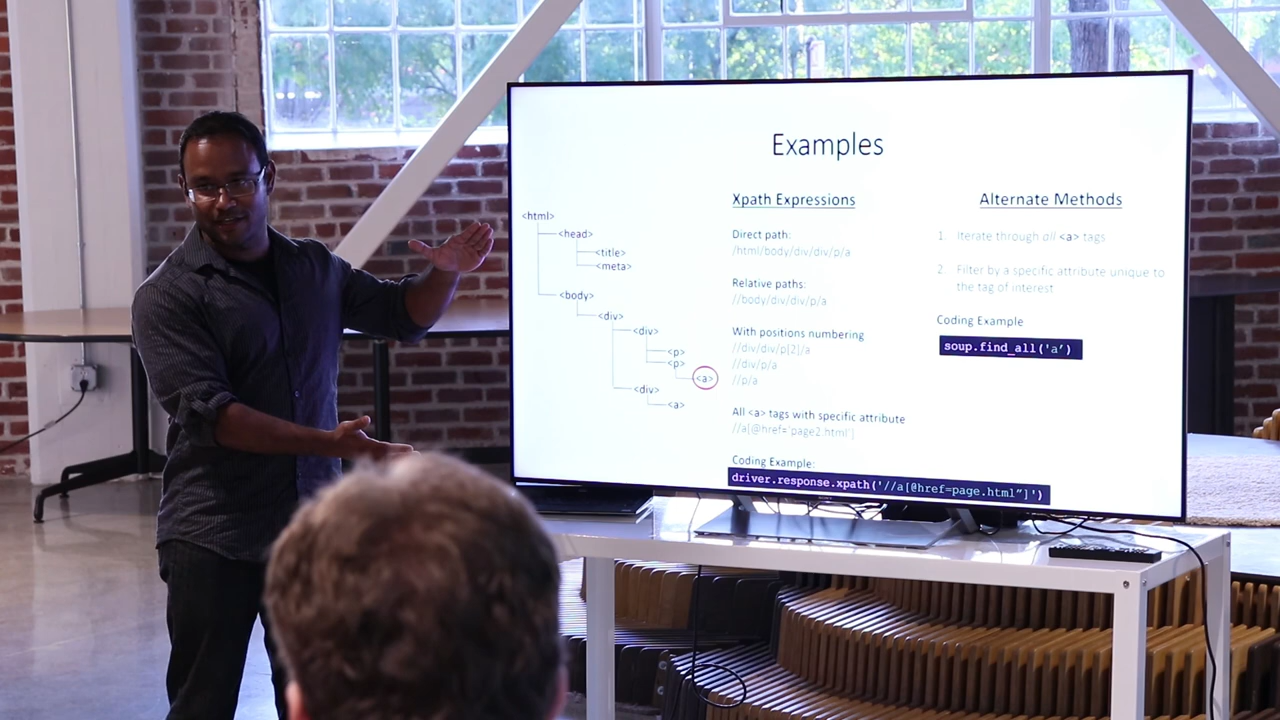 Examples
<html>
<head>
<title>
<meta>
<body>
<div>
<div>
<p>
<p>
<a>
<div>
<a>
Xpath Expressions
Direct path:
/html/body/div/div/p/a
Relative paths:
//body/div/div/p/a
With positions numbering
//div/div/p[2]/a
//div/p/a
//p/a
All <a> tags with specific attribute
//a[@href='page2.html']
Coding Example:
driver.response.xpath('//a[@href=page.html”]')
Alternate Methods
1. Iterate through all <a> tags
2. Filter by a specific attribute unique to
the tag of interest
Coding Example
soup.find_all('a’)
SONY